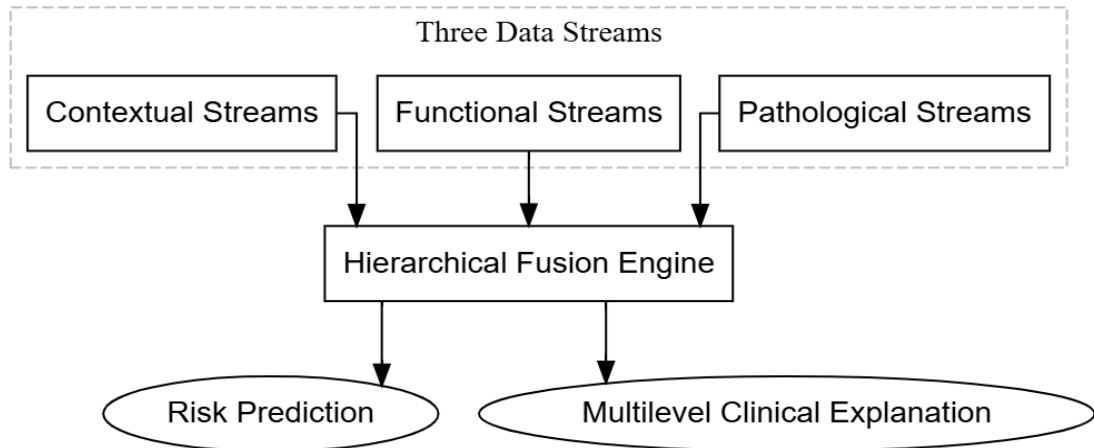 Three Data Streams
Contextual Streams
Functional Streams
Pathological Streams
Hierarchical Fusion Engine
Risk Prediction
Multilevel Clinical Explanation